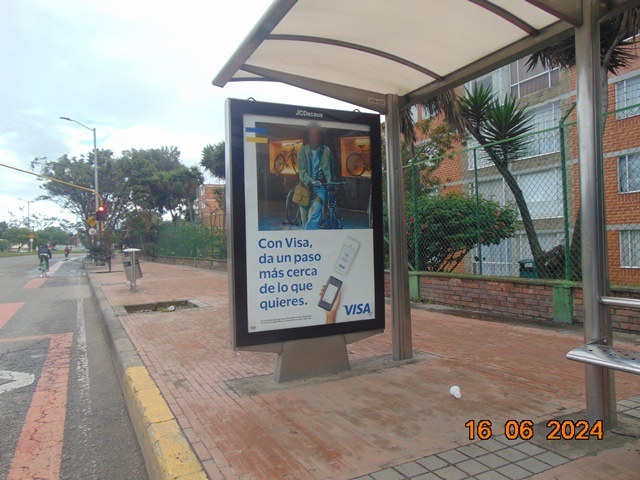 JCDecaux
Con Visa,
da un paso
más cerca
de lo que
quieres.
VISA
16 06 2024